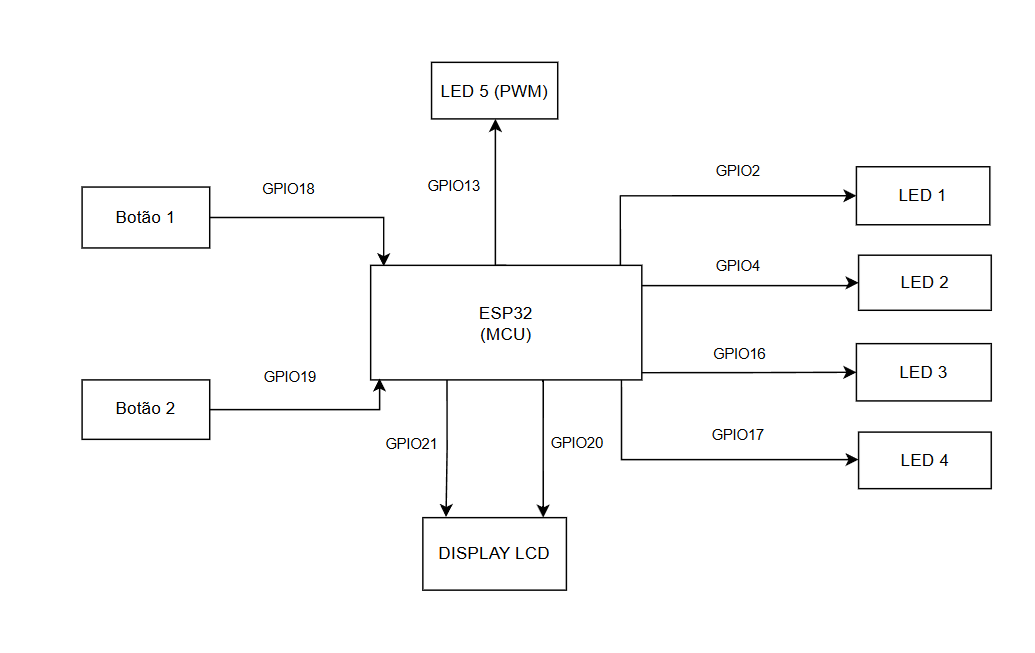 LED 5 (PWM)
GPIO13
GPIO18
Botão 1
GPIO2
LED 1
GPIO4
LED 2
ESP32
(MCU)
GPIO16
LED 3
GPIO19
Botão 2
GPIO21
GPIO20
GPIO17
LED 4
DISPLAY LCD